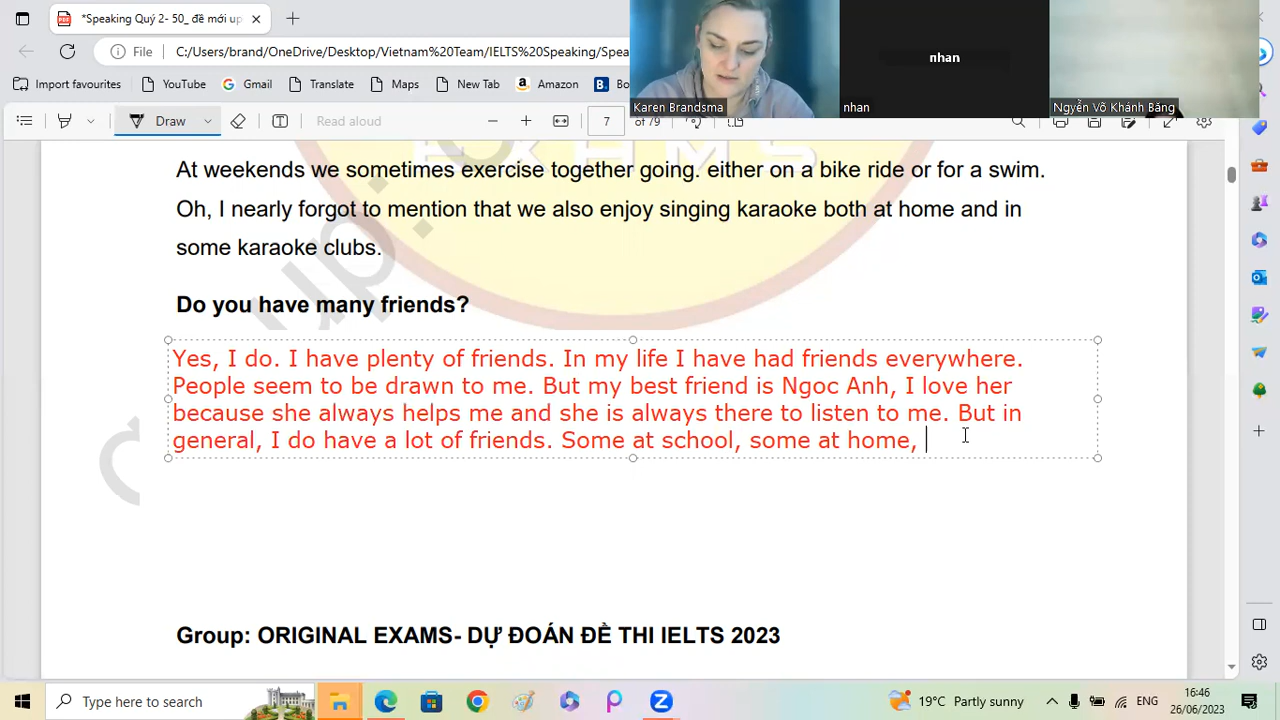 *Speaking Quý 2- 50_ đề mới up
File
C:/Users/brand/OneDrive/Desktop/Vietnam%20Team/IELTS%20Speaking/Spea
Import favourites
YouTube
Gmail
Translate
Maps
New Tab
Amazon
Draw
Read aloud
7
of 79
Karen Brandsma
nhan
nhan
Nguyễn Võ Khánh Băng
EXAMS
up
At weekends we sometimes exercise together going. either on a bike ride or for a swim.
Oh, I nearly forgot to mention that we also enjoy singing karaoke both at home and in
some karaoke clubs.
Do you have many friends?
Yes, I do. I have plenty of friends. In my life I have had friends everywhere.
People seem to be drawn to me. But my best friend is Ngoc Anh, I love her
because she always helps me and she is always there to listen to me. But in
general, I do have a lot of friends. Some at school, some at home,
Group: ORIGINAL EXAMS- DỰ ĐOÁN ĐỀ THI IELTS 2023
Type here to search
19°C Partly sunny
ENG
16:46
26/06/2023